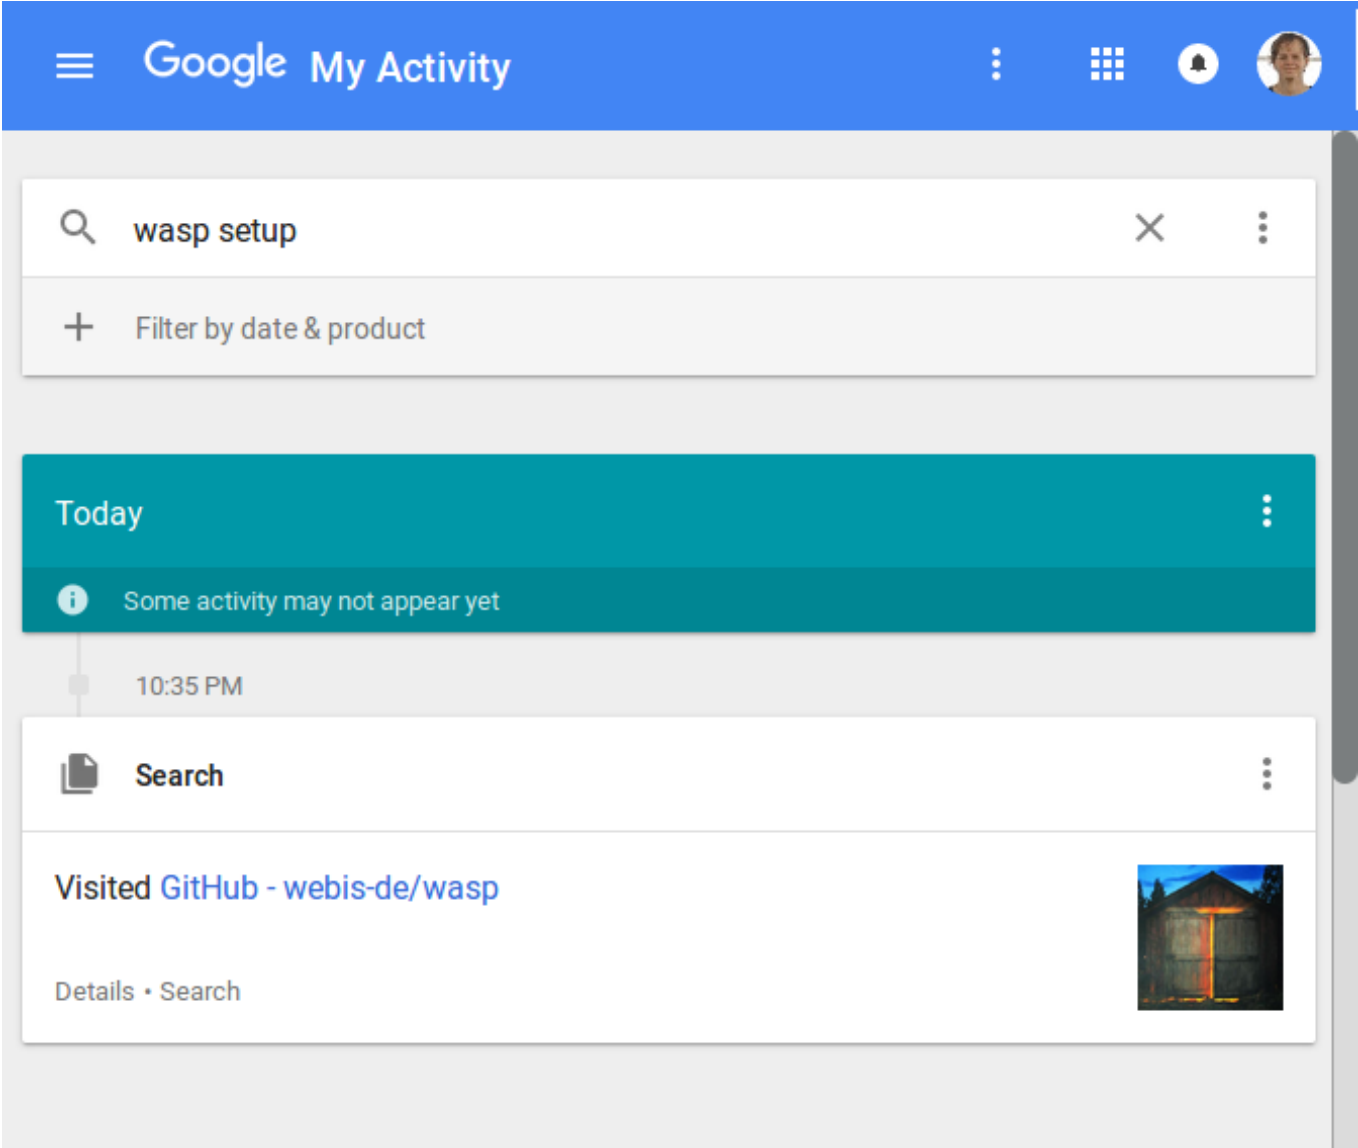 Google My Activity
wasp setup
Filter by date & product
Today
Some activity may not appear yet
10:35 PM
Search
Visited GitHub - webis-de/wasp
Details • Search